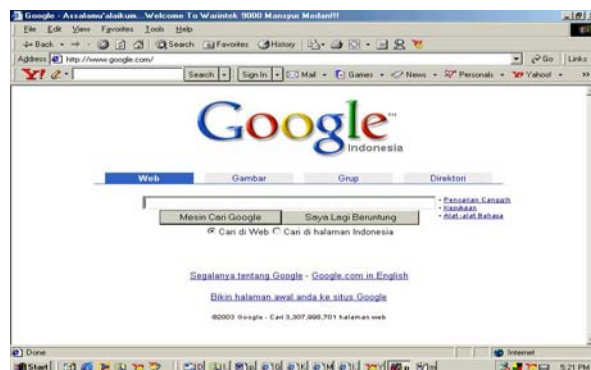 Google - Assalamu'alaikum...Welcome To Warintek 9000 Mansyur Medan!!!
File Edit View Favorites Tools Help
Back Search Favorites History
Address http://www.google.com/ Go Links
Y! Search Sign In Mail Games News Personals Yahoo! »
Google™
Indonesia
Web Gambar Grup Direktori
Pencarian Canggih
Mesin Cari Google Saya Lagi Beruntung
Alat-alat Bahasa
Cari di Web Cari di halaman Indonesia
Segalanya tentang Google - Google.com in English
Bikin halaman awal anda ke situs Google
©2003 Google - Cari 3,307,998,701 halaman web
Done Internet
Start 5:21 PM